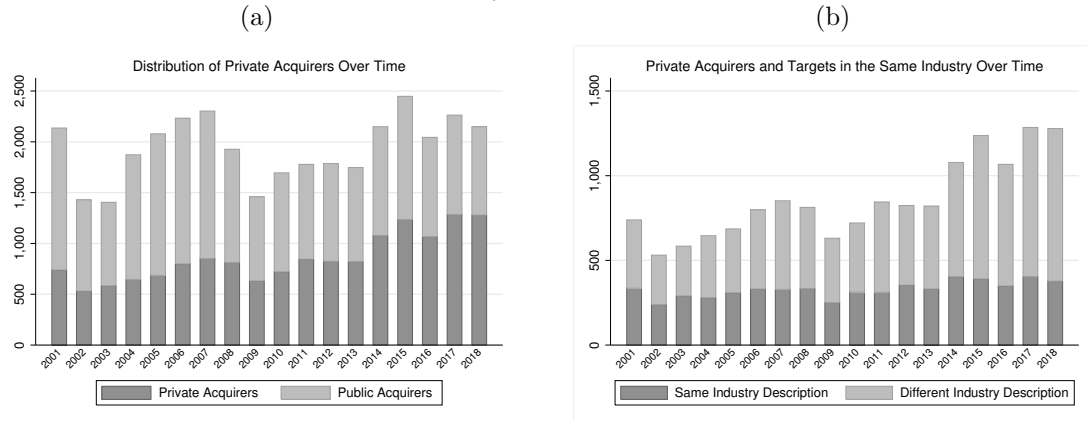 (a)
Distribution of Private Acquirers Over Time
2,500
2,000
1,500
1,000
500
0
2001 2002 2003 2004 2005 2006 2007 2008 2009 2010 2011 2012 2013 2014 2015 2016 2017 2018
Private Acquirers Public Acquirers
(b)
Private Acquirers and Targets in the Same Industry Over Time
1,500
1,000
500
0
2001 2002 2003 2004 2005 2006 2007 2008 2009 2010 2011 2012 2013 2014 2015 2016 2017 2018
Same Industry Description Different Industry Description